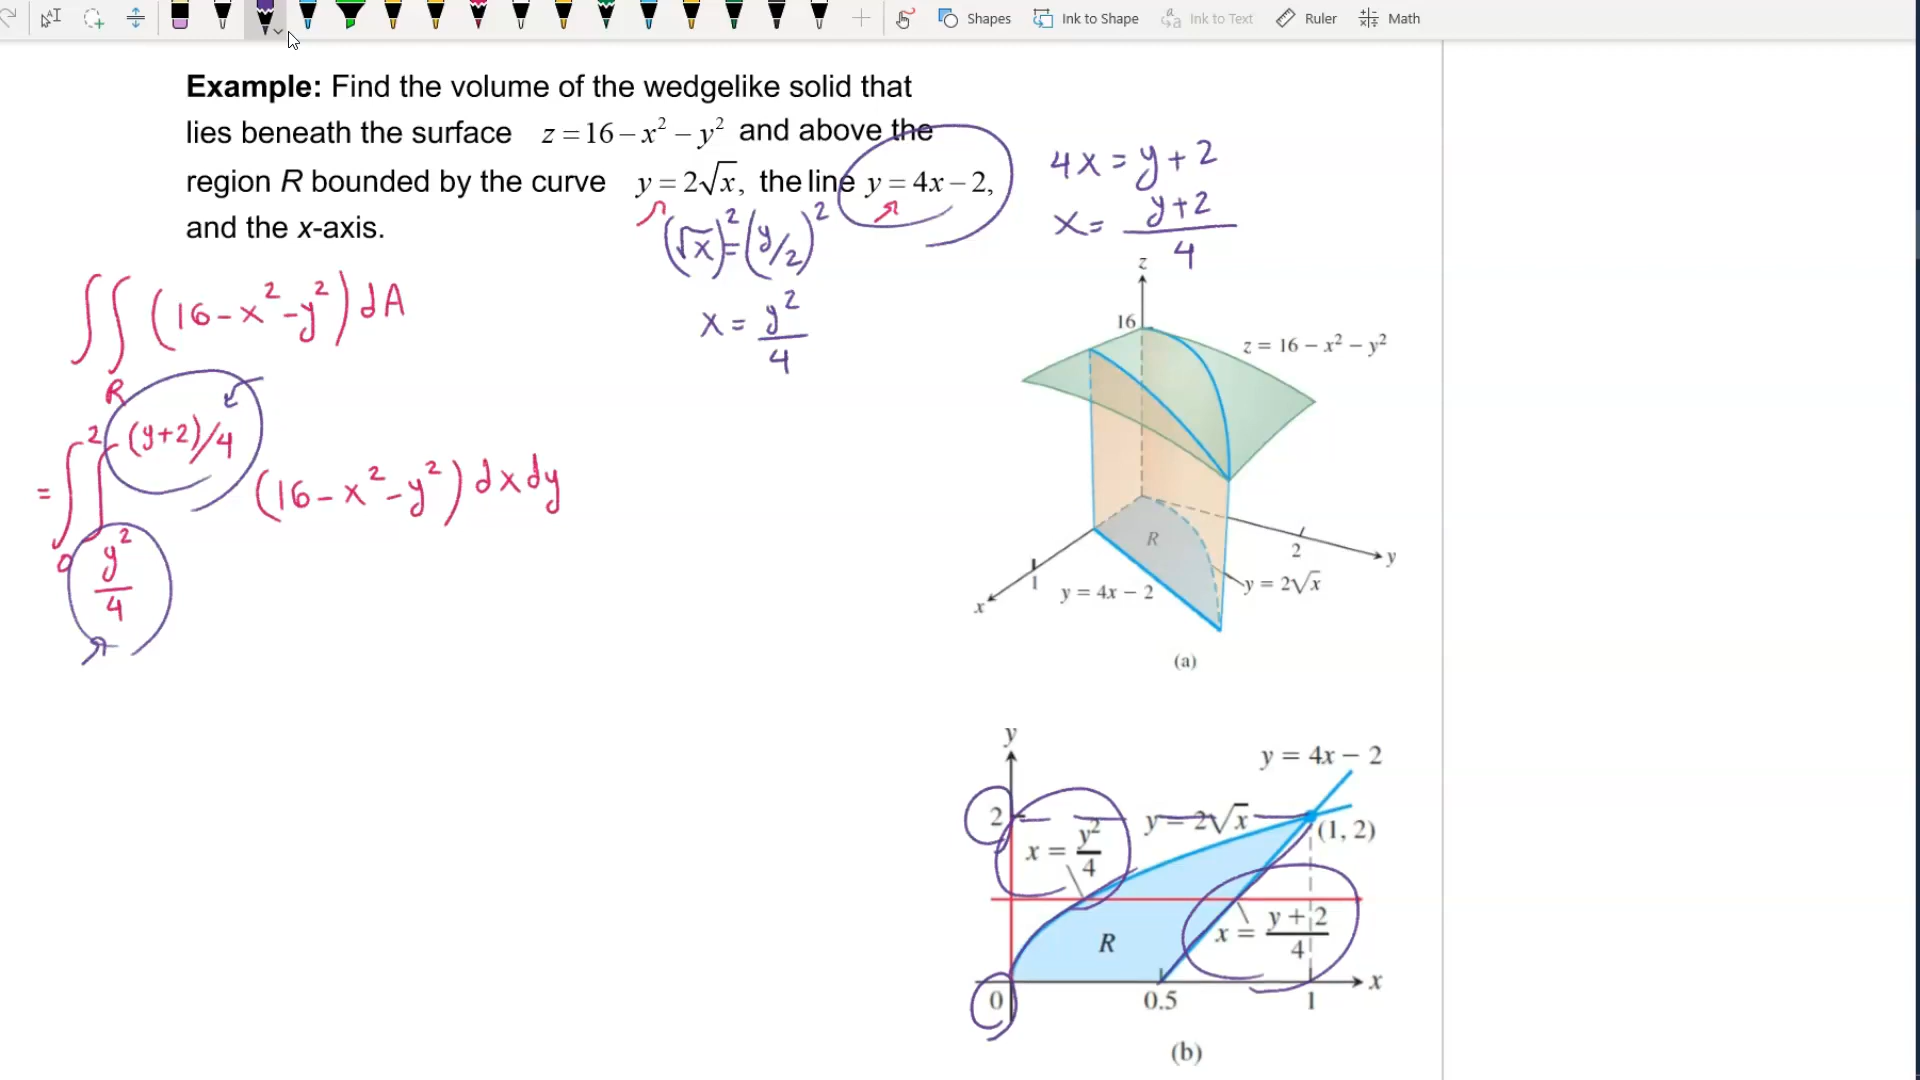 Shapes Ink to Shape Ink to Text Ruler Math
Example: Find the volume of the wedgelike solid that
lies beneath the surface z = 16 − x² − y² and above the
region R bounded by the curve y = 2√x, the line y = 4x − 2,
and the x-axis.
4x = y + 2
x = (y + 2)/4
(√x)² = (y/2)²
x = y²/4
∫∫ (16 − x² − y²) dA
R
= ∫ 2 0 ∫ (y+2)/4 y²/4 (16 − x² − y²) dx dy
z
16
z = 16 − x² − y²
R
2
y
1
y = 4x − 2
y = 2√x
x
(a)
y
y = 4x − 2
2
y = 2√x
(1, 2)
x = y²/4
x = y + 2/4
R
0
0.5
1
x
(b)